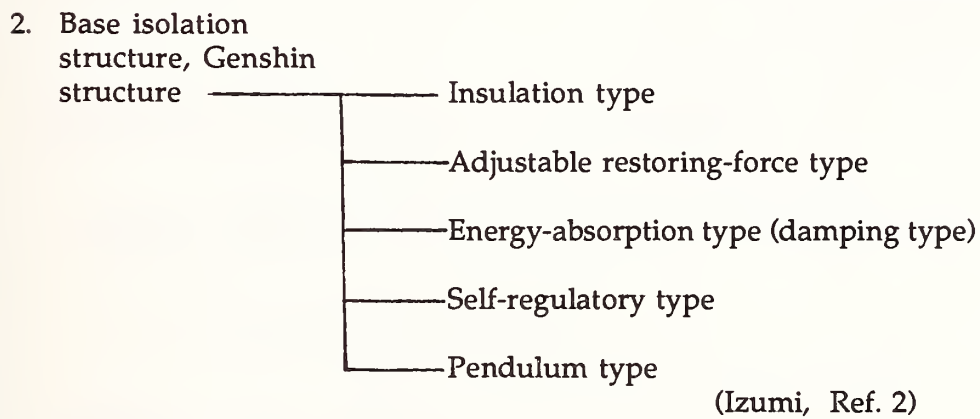 2. Base isolation
structure, Genshin
structure Insulation type
Adjustable restoring-force type
Energy-absorption type (damping type)
Self-regulatory type
Pendulum type
(Izumi, Ref. 2)